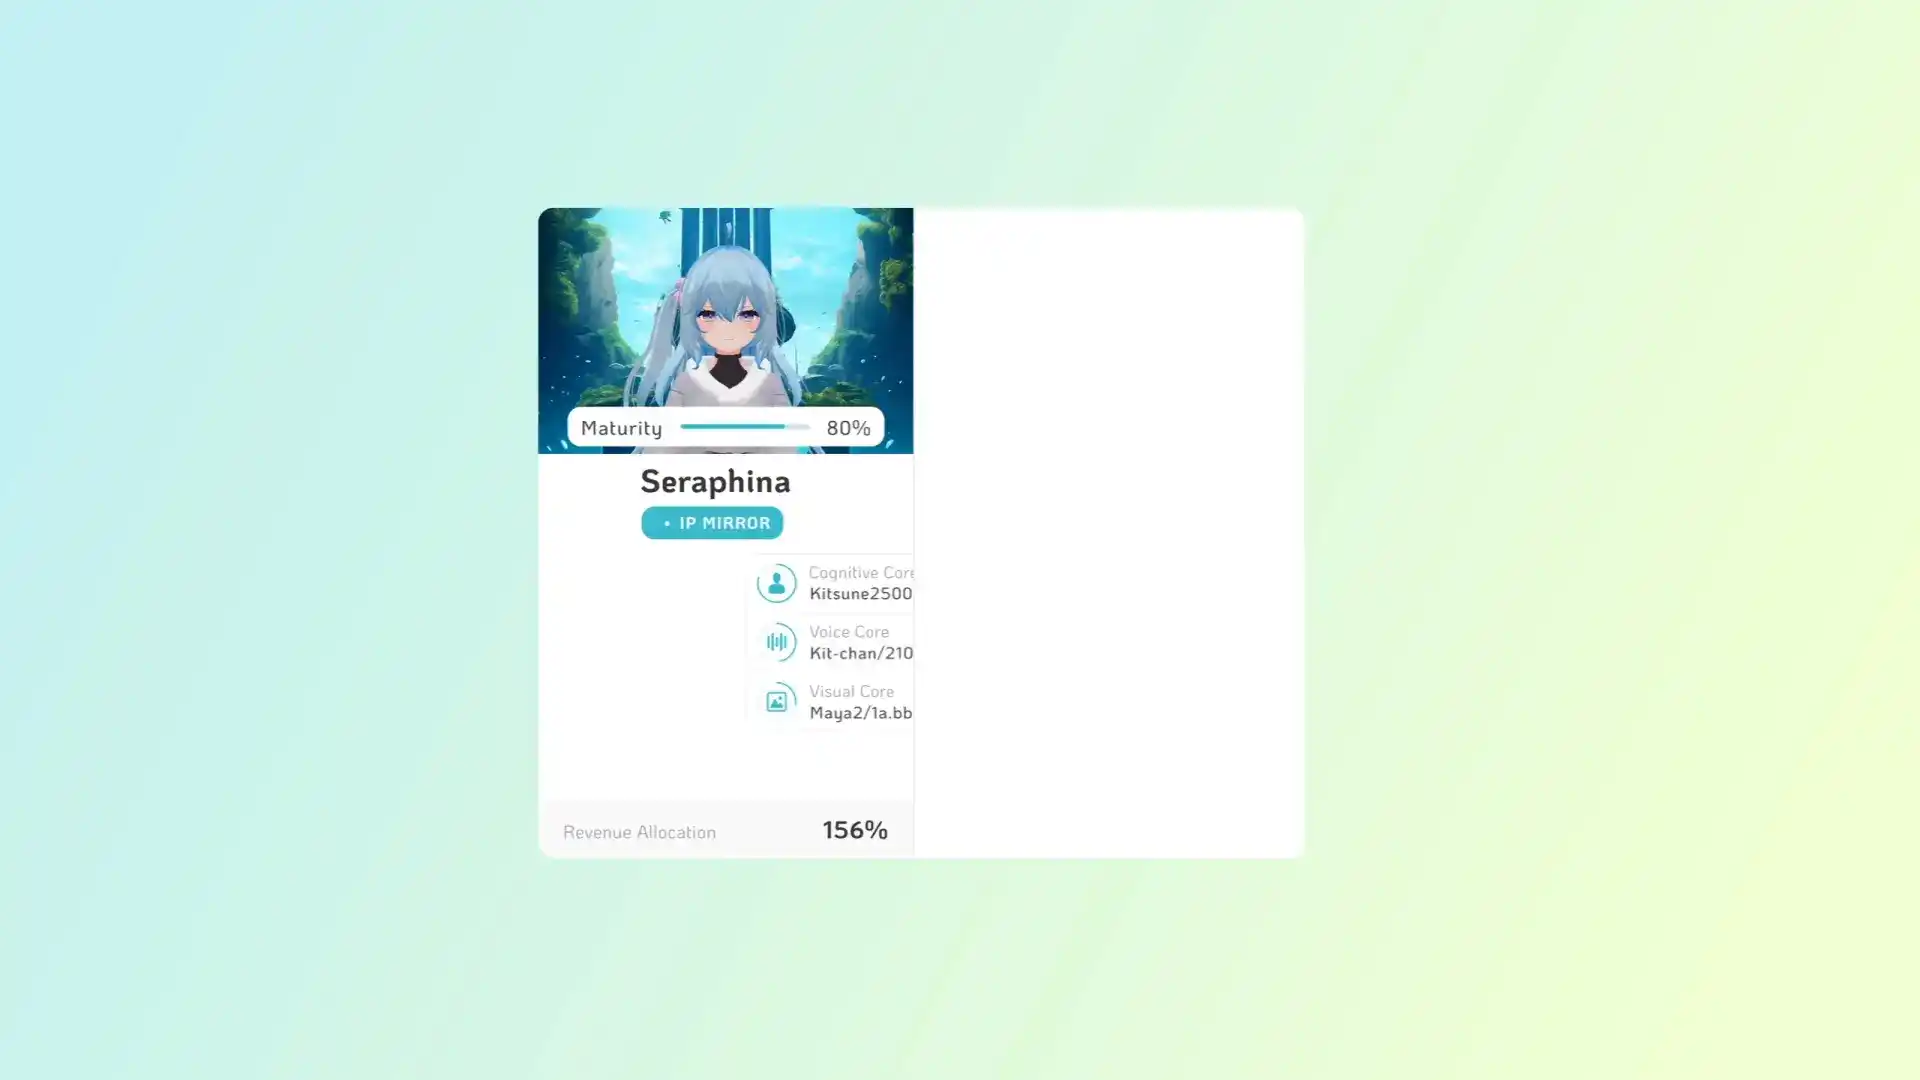 Maturity 80%
Seraphina
• IP MIRROR
Cognitive Core
Kitsune2500
Voice Core
Kit-chan/210
Visual Core
Maya2/1a.bb
Revenue Allocation 156%